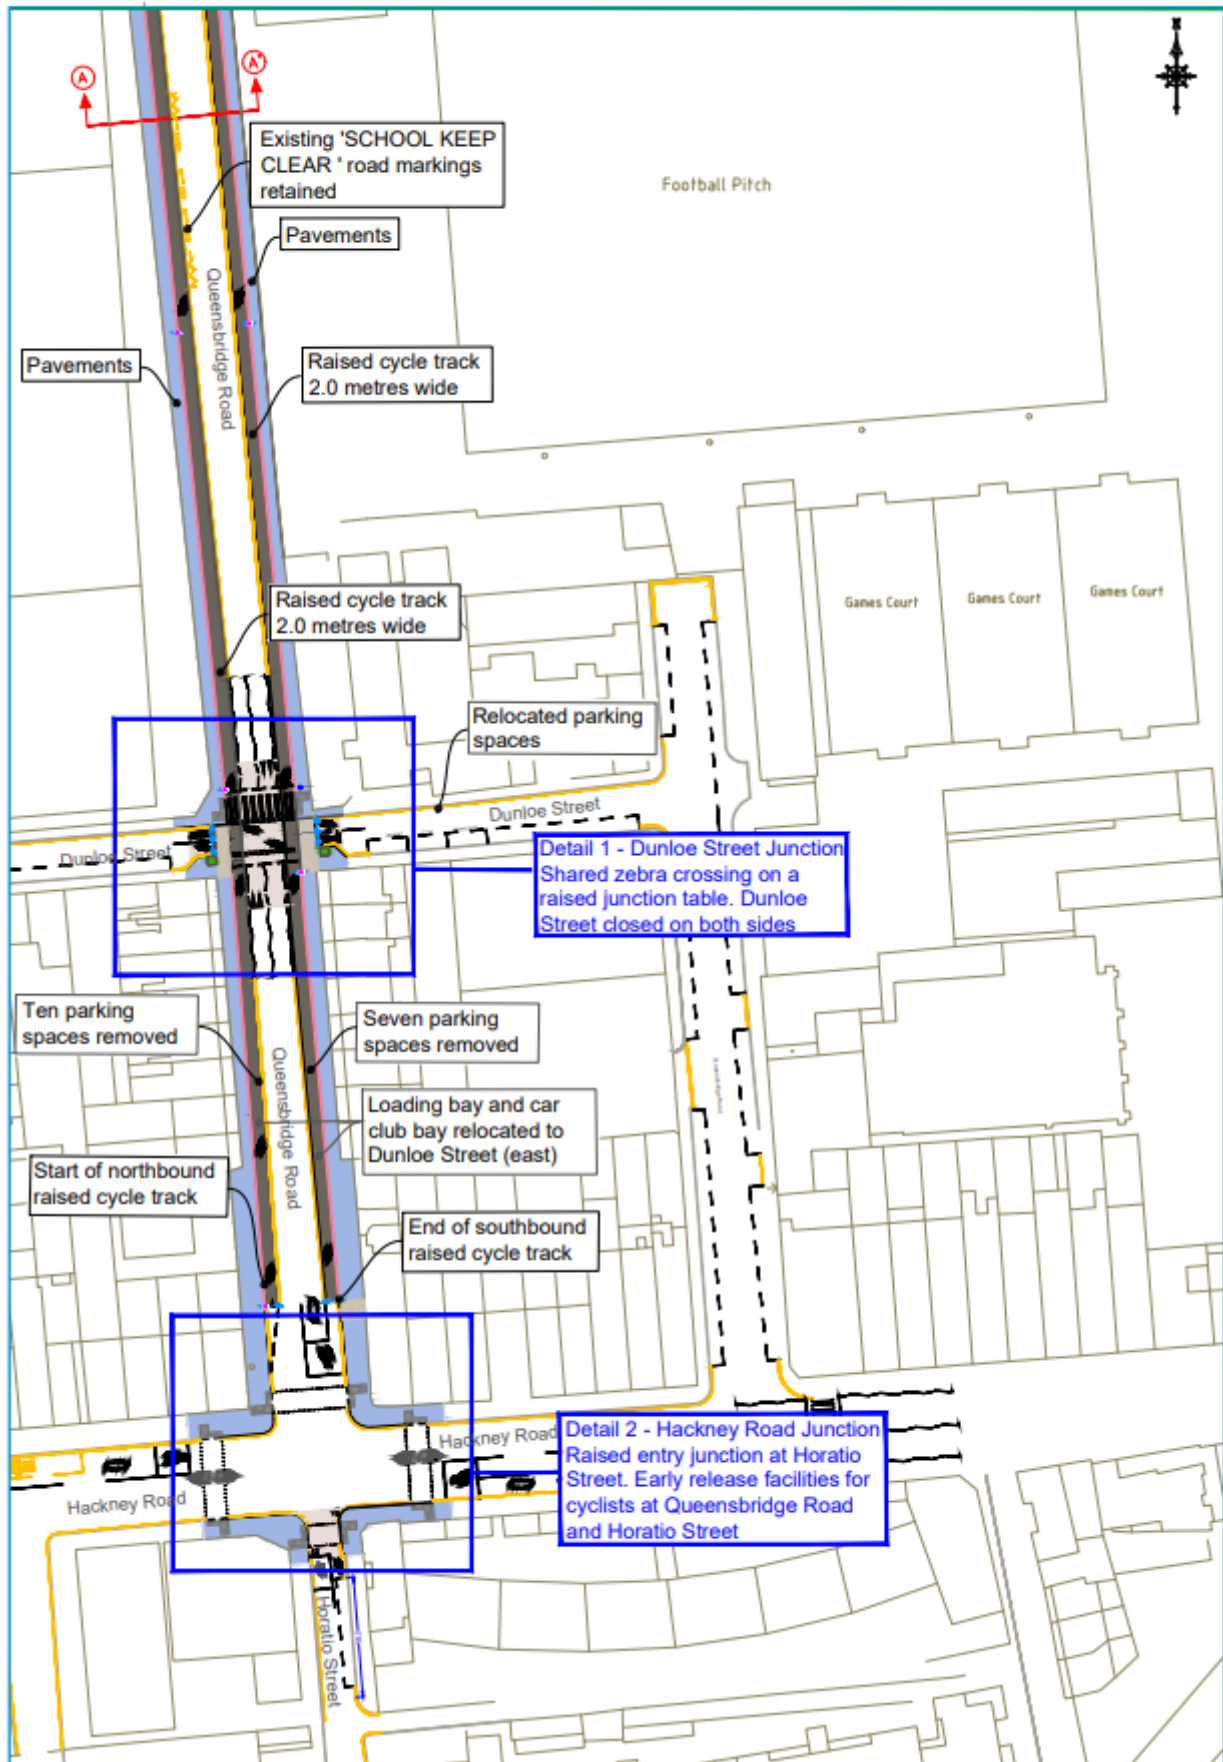 A
A'
Existing 'SCHOOL KEEP
CLEAR ' road markings
retained
Football Pitch
Pavements
Queensbridge Road
Pavements
Raised cycle track
2.0 metres wide
Raised cycle track
2.0 metres wide
Games Court
Games Court
Games Court
Relocated parking
spaces
Dunloe Street
Dunloe Street
Detail 1 - Dunloe Street Junction
Shared zebra crossing on a
raised junction table. Dunloe
Street closed on both sides
Ten parking
spaces removed
Seven parking
spaces removed
Queensbridge Road
Loading bay and car
club bay relocated to
Dunloe Street (east)
Start of northbound
raised cycle track
End of southbound
raised cycle track
Hackney Road
Detail 2 - Hackney Road Junction
Raised entry junction at Horatio
Street. Early release facilities for
cyclists at Queensbridge Road
and Horatio Street
Hackney Road
Horatio Street